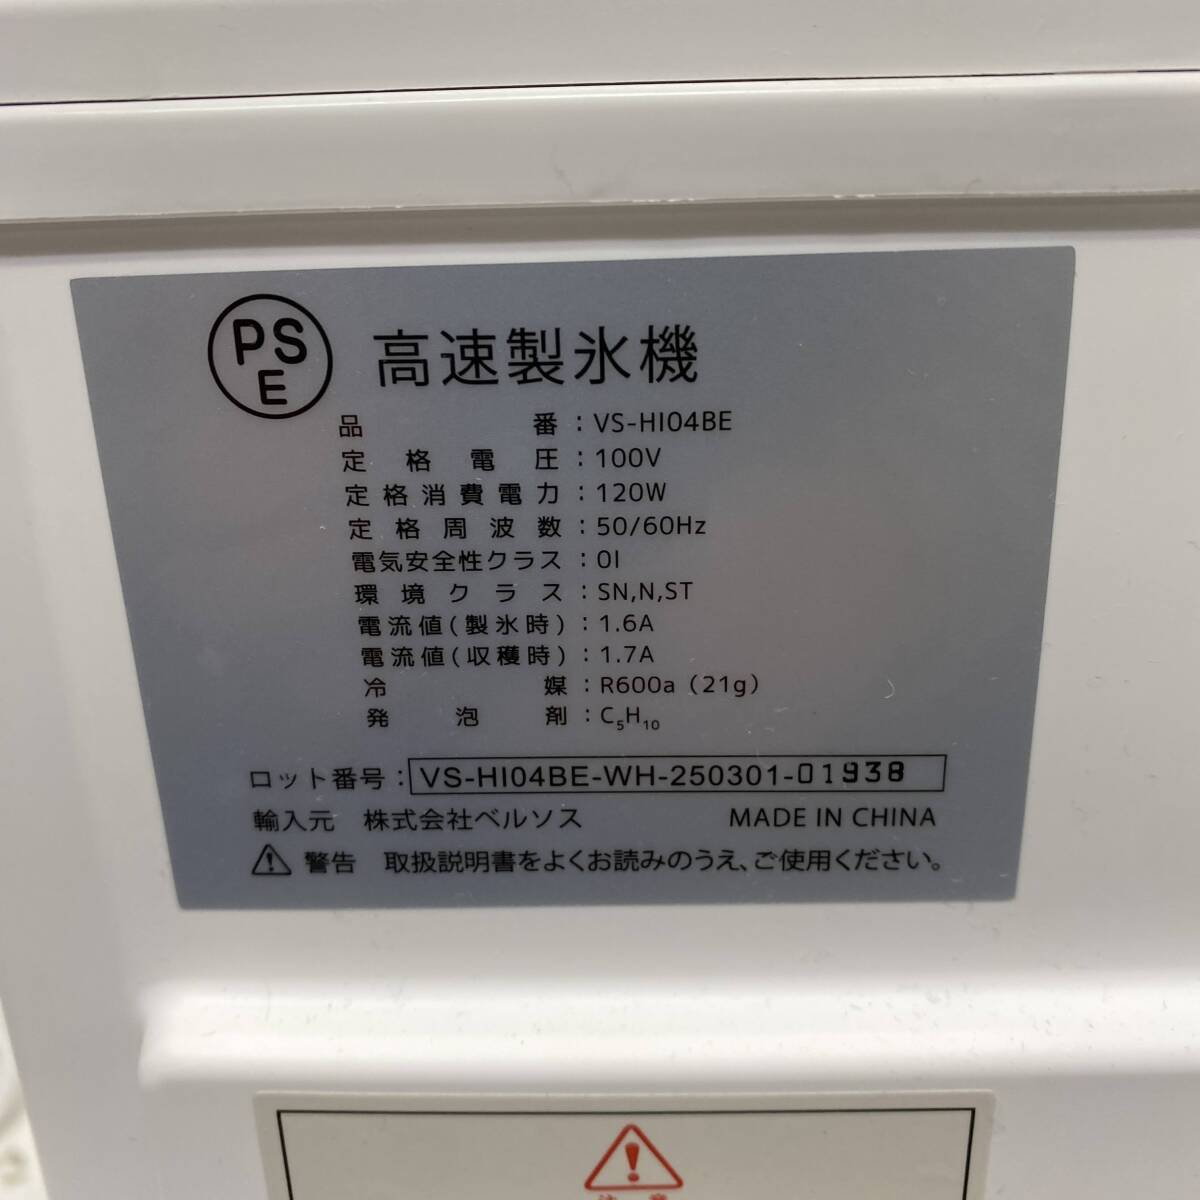 PS
E
高速製氷機
品番：VS-HI04BE
定格電圧：100V
定格消費電力：120W
定格周波数：50/60Hz
電気安全性クラス：0I
環境クラス：SN,N,ST
電流値(製氷時)：1.6A
電流値(収穫時)：1.7A
冷媒：R600a（21g）
発泡剤：C₅H₁₀
ロット番号：VS-HI04BE-WH-250301-01938
輸入元 株式会社ベルソス MADE IN CHINA
警告 取扱説明書をよくお読みのうえ、ご使用ください。
注意